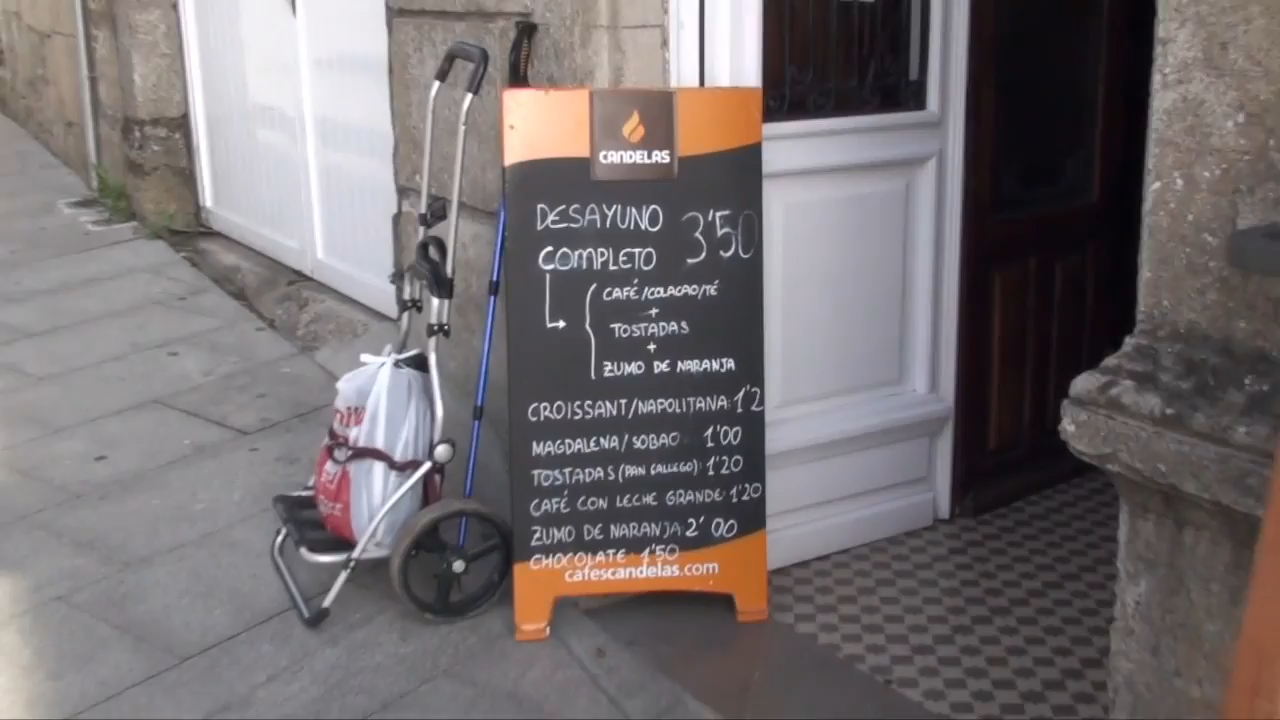 CANDELAS
DESAYUNO 3'50
COMPLETO
CAFÉ/COLACAO/TÉ
+
TOSTADAS
+
ZUMO DE NARANJA
CROISSANT/NAPOLITANA: 1'2
MAGDALENA/SOBAO 1'00
TOSTADAS (PAN GALLEGO): 1'20
CAFÉ CON LECHE GRANDE: 1'20
ZUMO DE NARANJA: 2'00
CHOCOLATE: 1'50
cafescandelas.com